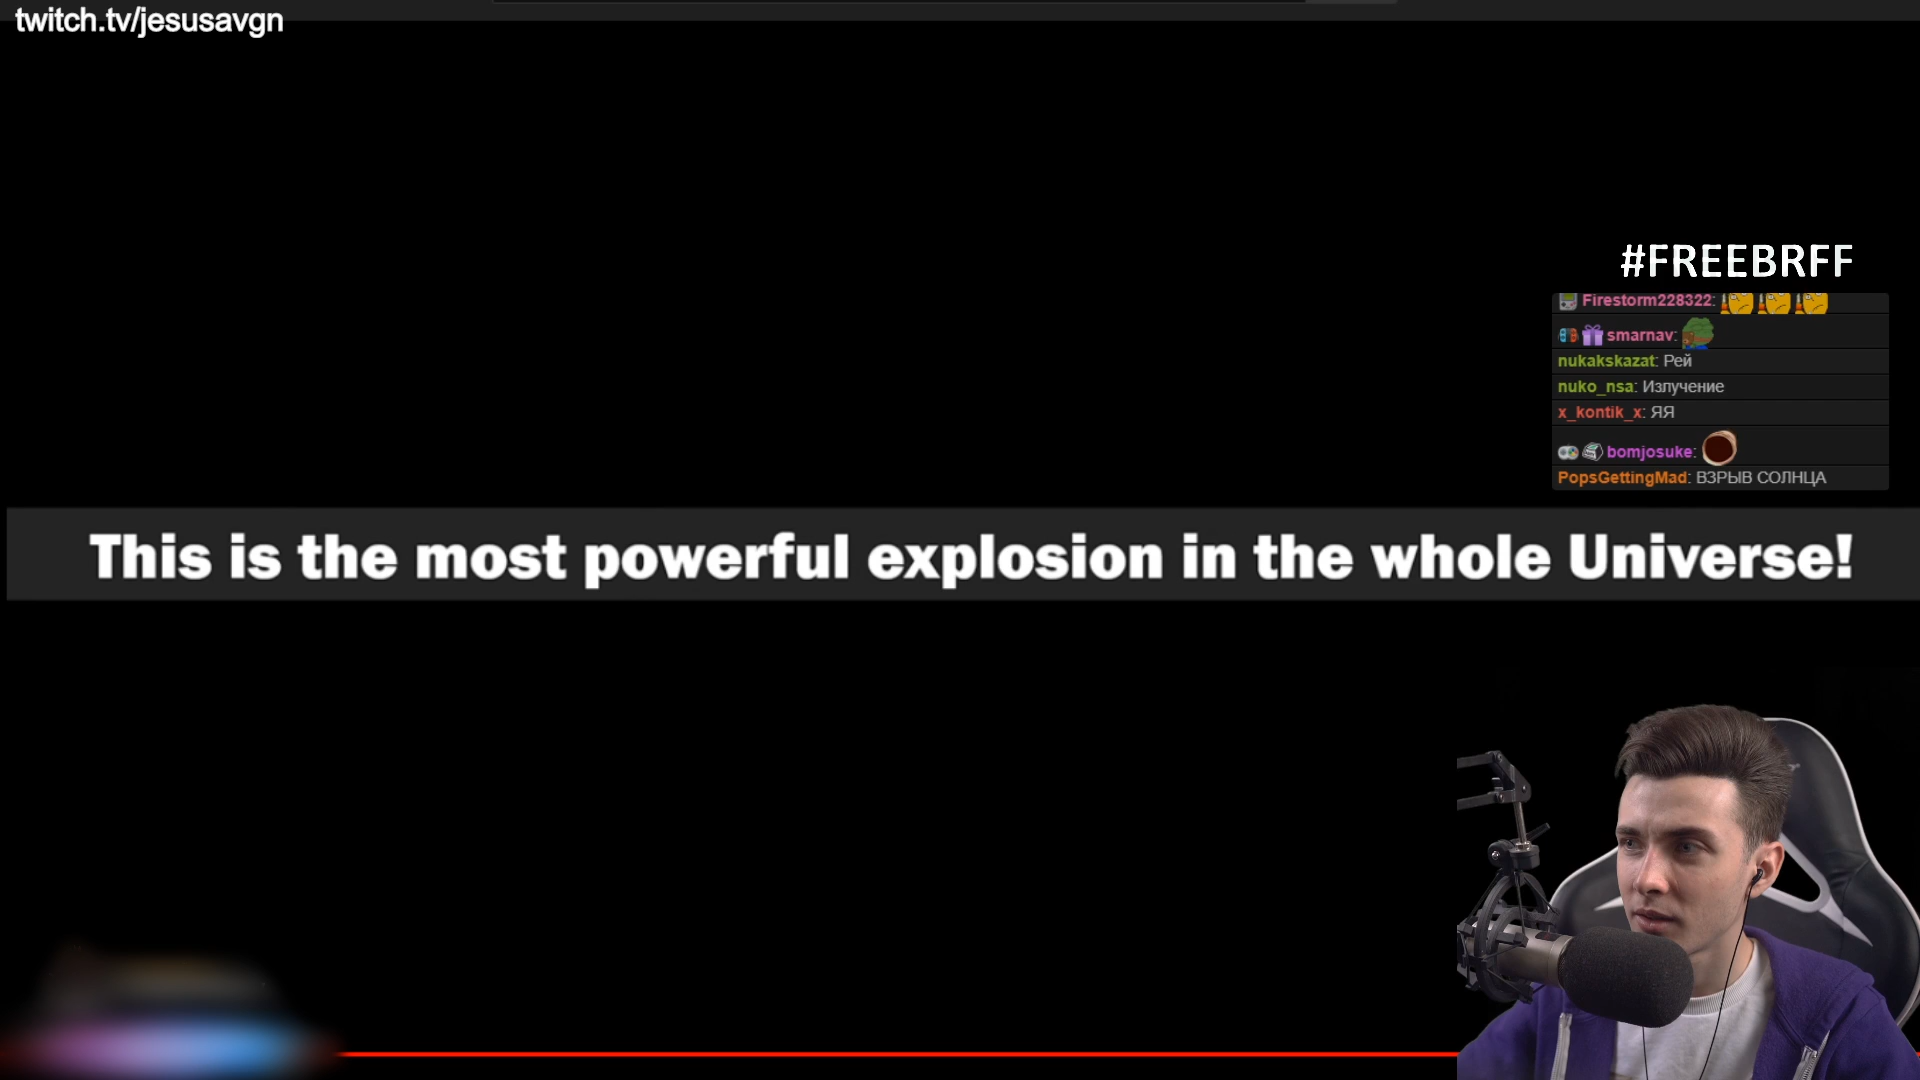 twitch.tv/jesusavgn
#FREEBRFF
Firestorm228322:
smarnav:
nukakskazat: Рей
nuko_nsa: Излучение
x_kontik_x: ЯЯ
bomjosuke:
PopsGettingMad: ВЗРЫВ СОЛНЦА
This is the most powerful explosion in the whole Universe!